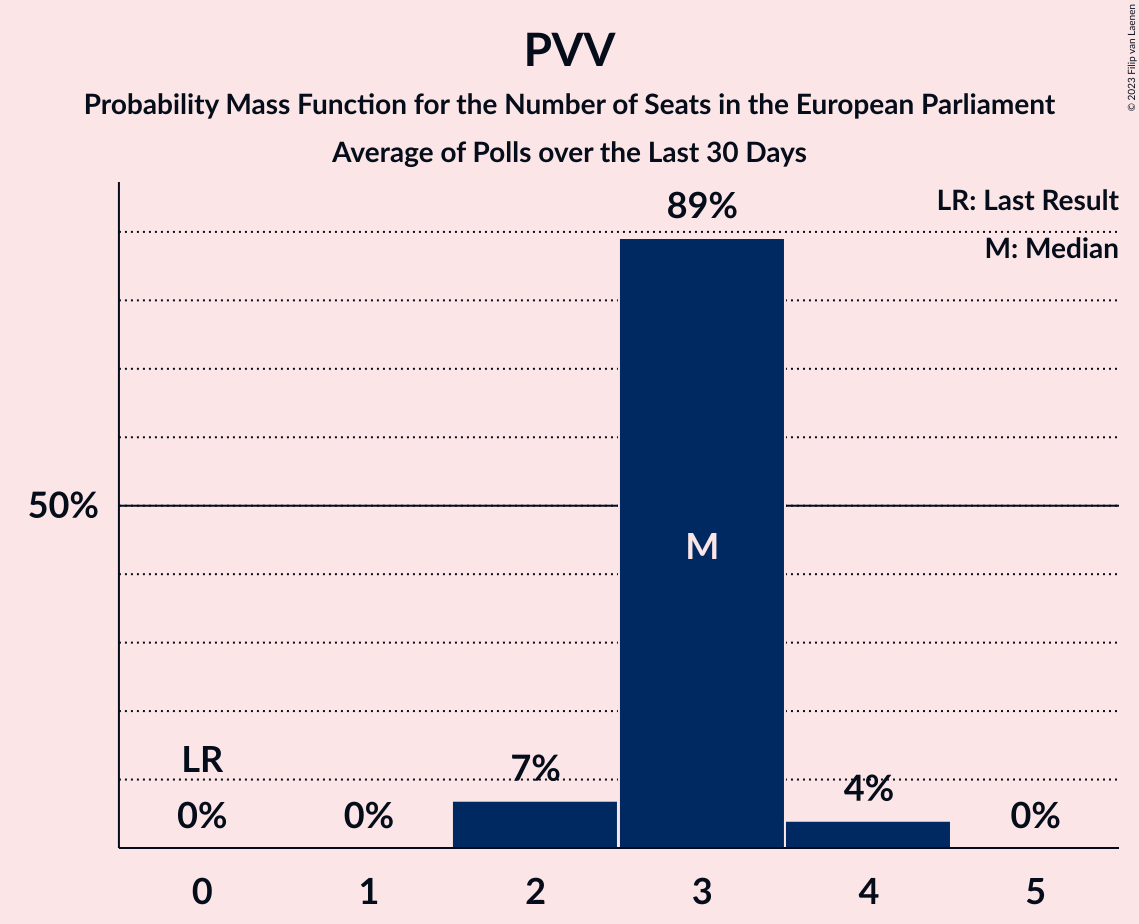 PVV
Probability Mass Function for the Number of Seats in the European Parliament
Average of Polls over the Last 30 Days
© 2023 Filip van Laenen
LR: Last Result
M: Median
89%
50%
M
LR
0%
0%
7%
4%
0%
0
1
2
3
4
5